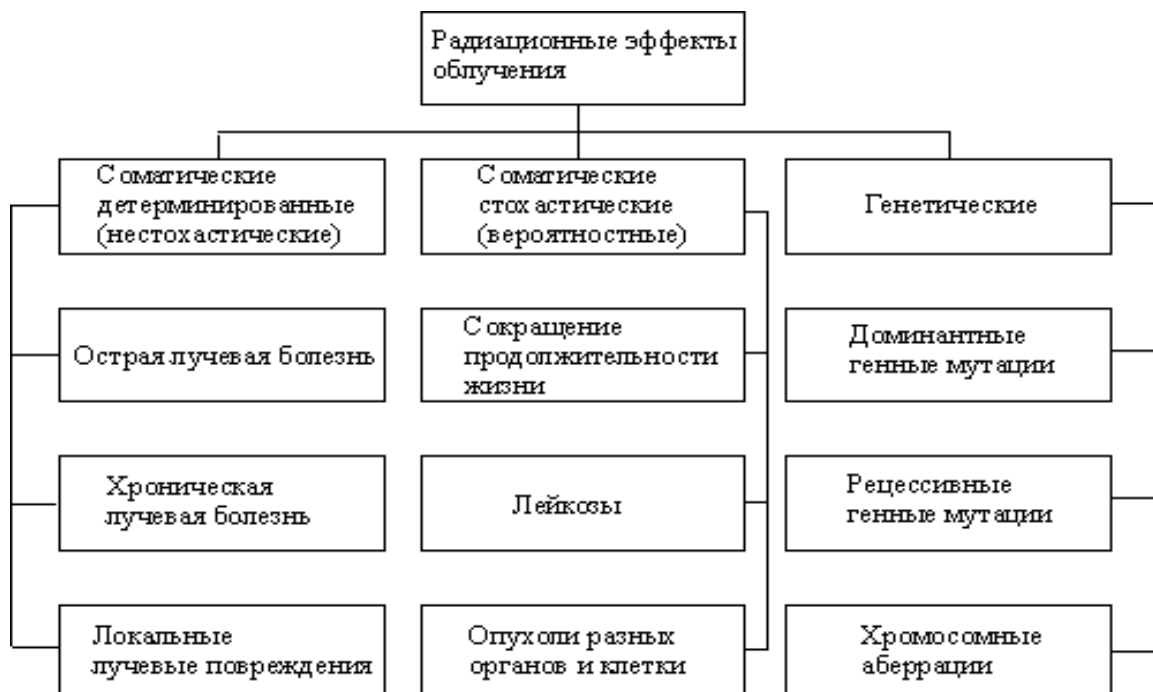 Радиационные эффекты
облучения
Соматические
детерминированные
(нестохастические)
Соматические
стохастические
(вероятностные)
Генетические
Острая лучевая болезнь
Сокращение
продолжительности
жизни
Доминантные
генные мутации
Хроническая
лучевая болезнь
Лейкозы
Рецессивные
генные мутации
Локальные
лучевые повреждения
Опухоли разных
органов и клетки
Хромосомные
аберрации